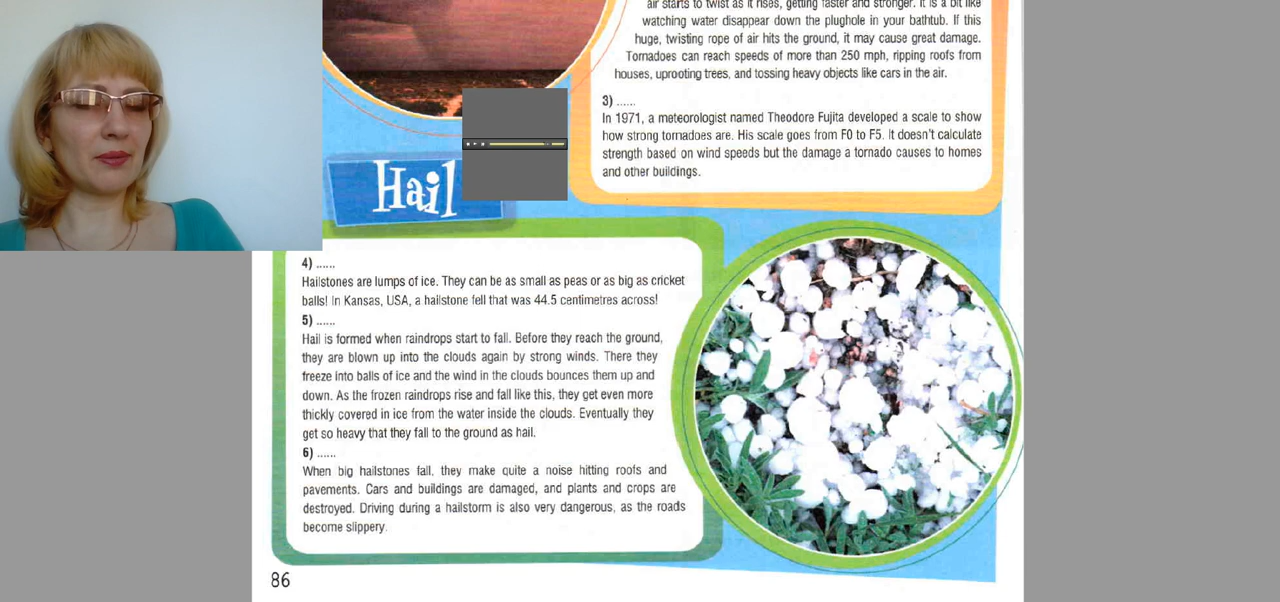 air starts to twist as it rises, getting faster and stronger. It is a bit like
watching water disappear down the plughole in your bathtub. If this
huge, twisting rope of air hits the ground, it may cause great damage.
Tornadoes can reach speeds of more than 250 mph, ripping roofs from
houses, uprooting trees, and tossing heavy objects like cars in the air.
3) ......
In 1971, a meteorologist named Theodore Fujita developed a scale to show
how strong tornadoes are. His scale goes from F0 to F5. It doesn't calculate
strength based on wind speeds but the damage a tornado causes to homes
and other buildings.
Hail
4) ......
Hailstones are lumps of ice. They can be as small as peas or as big as cricket
balls! In Kansas, USA, a hailstone fell that was 44.5 centimetres across!
5) ......
Hail is formed when raindrops start to fall. Before they reach the ground,
they are blown up into the clouds again by strong winds. There they
freeze into balls of ice and the wind in the clouds bounces them up and
down. As the frozen raindrops rise and fall like this, they get even more
thickly covered in ice from the water inside the clouds. Eventually they
get so heavy that they fall to the ground as hail.
6) ......
When big hailstones fall, they make quite a noise hitting roofs and
pavements. Cars and buildings are damaged, and plants and crops are
destroyed. Driving during a hailstorm is also very dangerous, as the roads
become slippery.
86